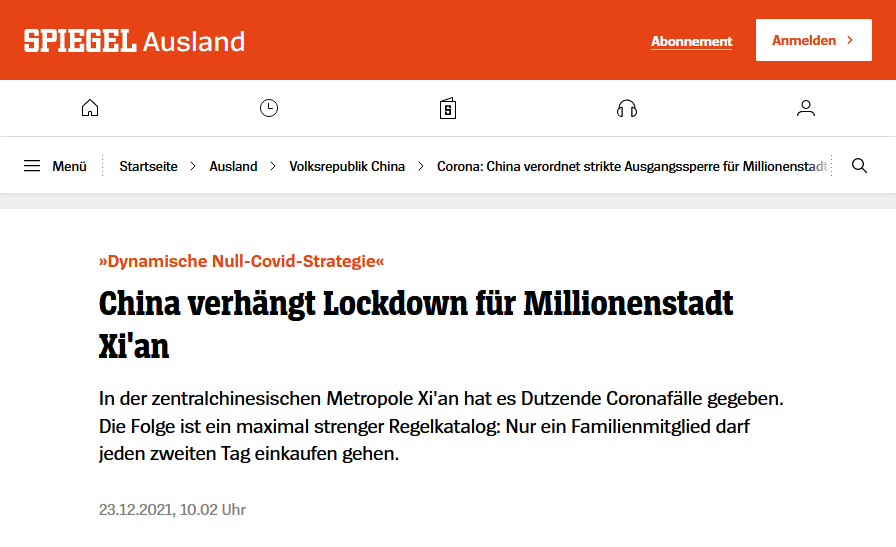 SPIEGEL Ausland
Abonnement
Anmelden
S
Menü
Startseite
Ausland
Volksrepublik China
Corona: China verordnet strikte Ausgangssperre für Millionenstadt
»Dynamische Null-Covid-Strategie«
China verhängt Lockdown für Millionenstadt
Xi'an
In der zentralchinesischen Metropole Xi'an hat es Dutzende Coronafälle gegeben.
Die Folge ist ein maximal strenger Regelkatalog: Nur ein Familienmitglied darf
jeden zweiten Tag einkaufen gehen.
23.12.2021, 10.02 Uhr